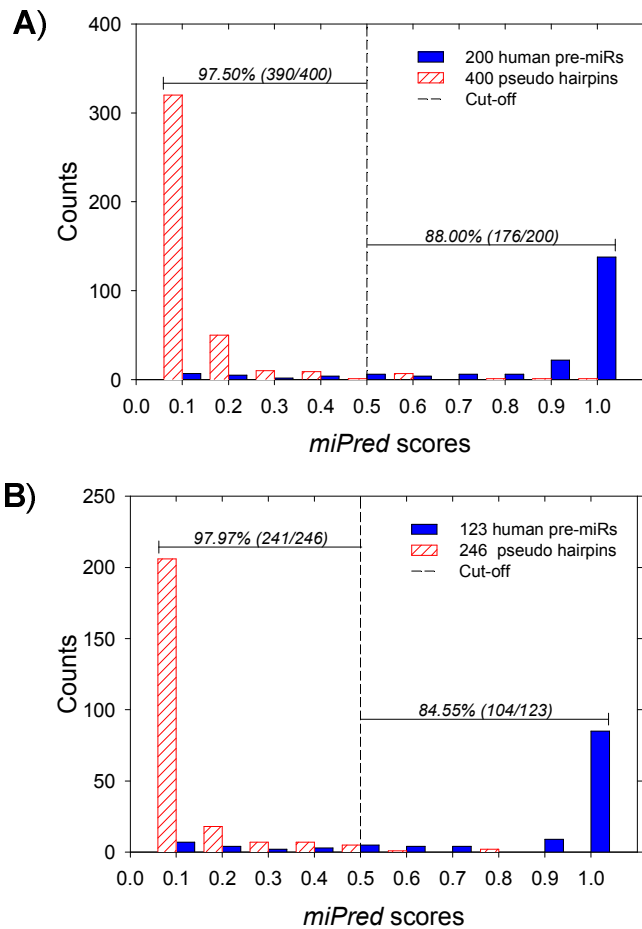 A)
400
300
200
100
0
Counts
97.50% (390/400)
200 human pre-miRs
400 pseudo hairpins
Cut-off
88.00% (176/200)
0.0 0.1 0.2 0.3 0.4 0.5 0.6 0.7 0.8 0.9 1.0
miPred scores
B)
250
200
150
100
50
0
Counts
97.97% (241/246)
123 human pre-miRs
246 pseudo hairpins
Cut-off
84.55% (104/123)
0.0 0.1 0.2 0.3 0.4 0.5 0.6 0.7 0.8 0.9 1.0
miPred scores